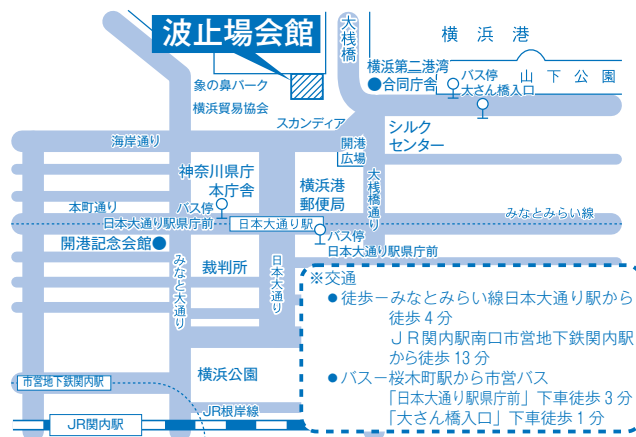 波止場会館
大桟橋
横浜港
象の鼻パーク
横浜貿易協会
横浜第二港湾
●合同庁舎
バス停
大さん橋入口
山下公園
スカンディア
シルク
センター
海岸通り
開港
広場
神奈川県庁
本庁舎
横浜港
郵便局
大桟橋通り
本町通り
バス停
日本大通り駅県庁前
日本大通り駅
みなとみらい線
バス停
日本大通り駅県庁前
開港記念会館●
みなと大通り
裁判所
日本大通り
横浜公園
市営地下鉄関内駅
JR根岸線
JR関内駅
※交通
●徒歩－みなとみらい線日本大通り駅から
徒歩4分
ＪＲ関内駅南口市営地下鉄関内駅
から徒歩13分
●バス－桜木町駅から市営バス
「日本大通り駅県庁前」下車徒歩3分
「大さん橋入口」下車徒歩1分